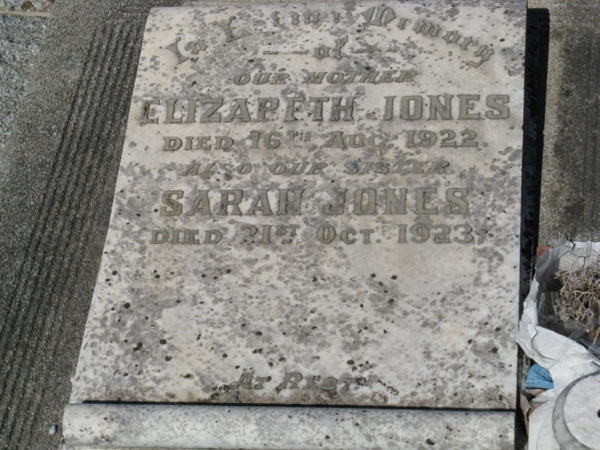 In Loving Memory
of
OUR MOTHER
ELIZABETH JONES
DIED 16TH AUG. 1922
ALSO OUR SISTER
SARAH JONES
DIED 21ST OCT. 1923.
AT REST